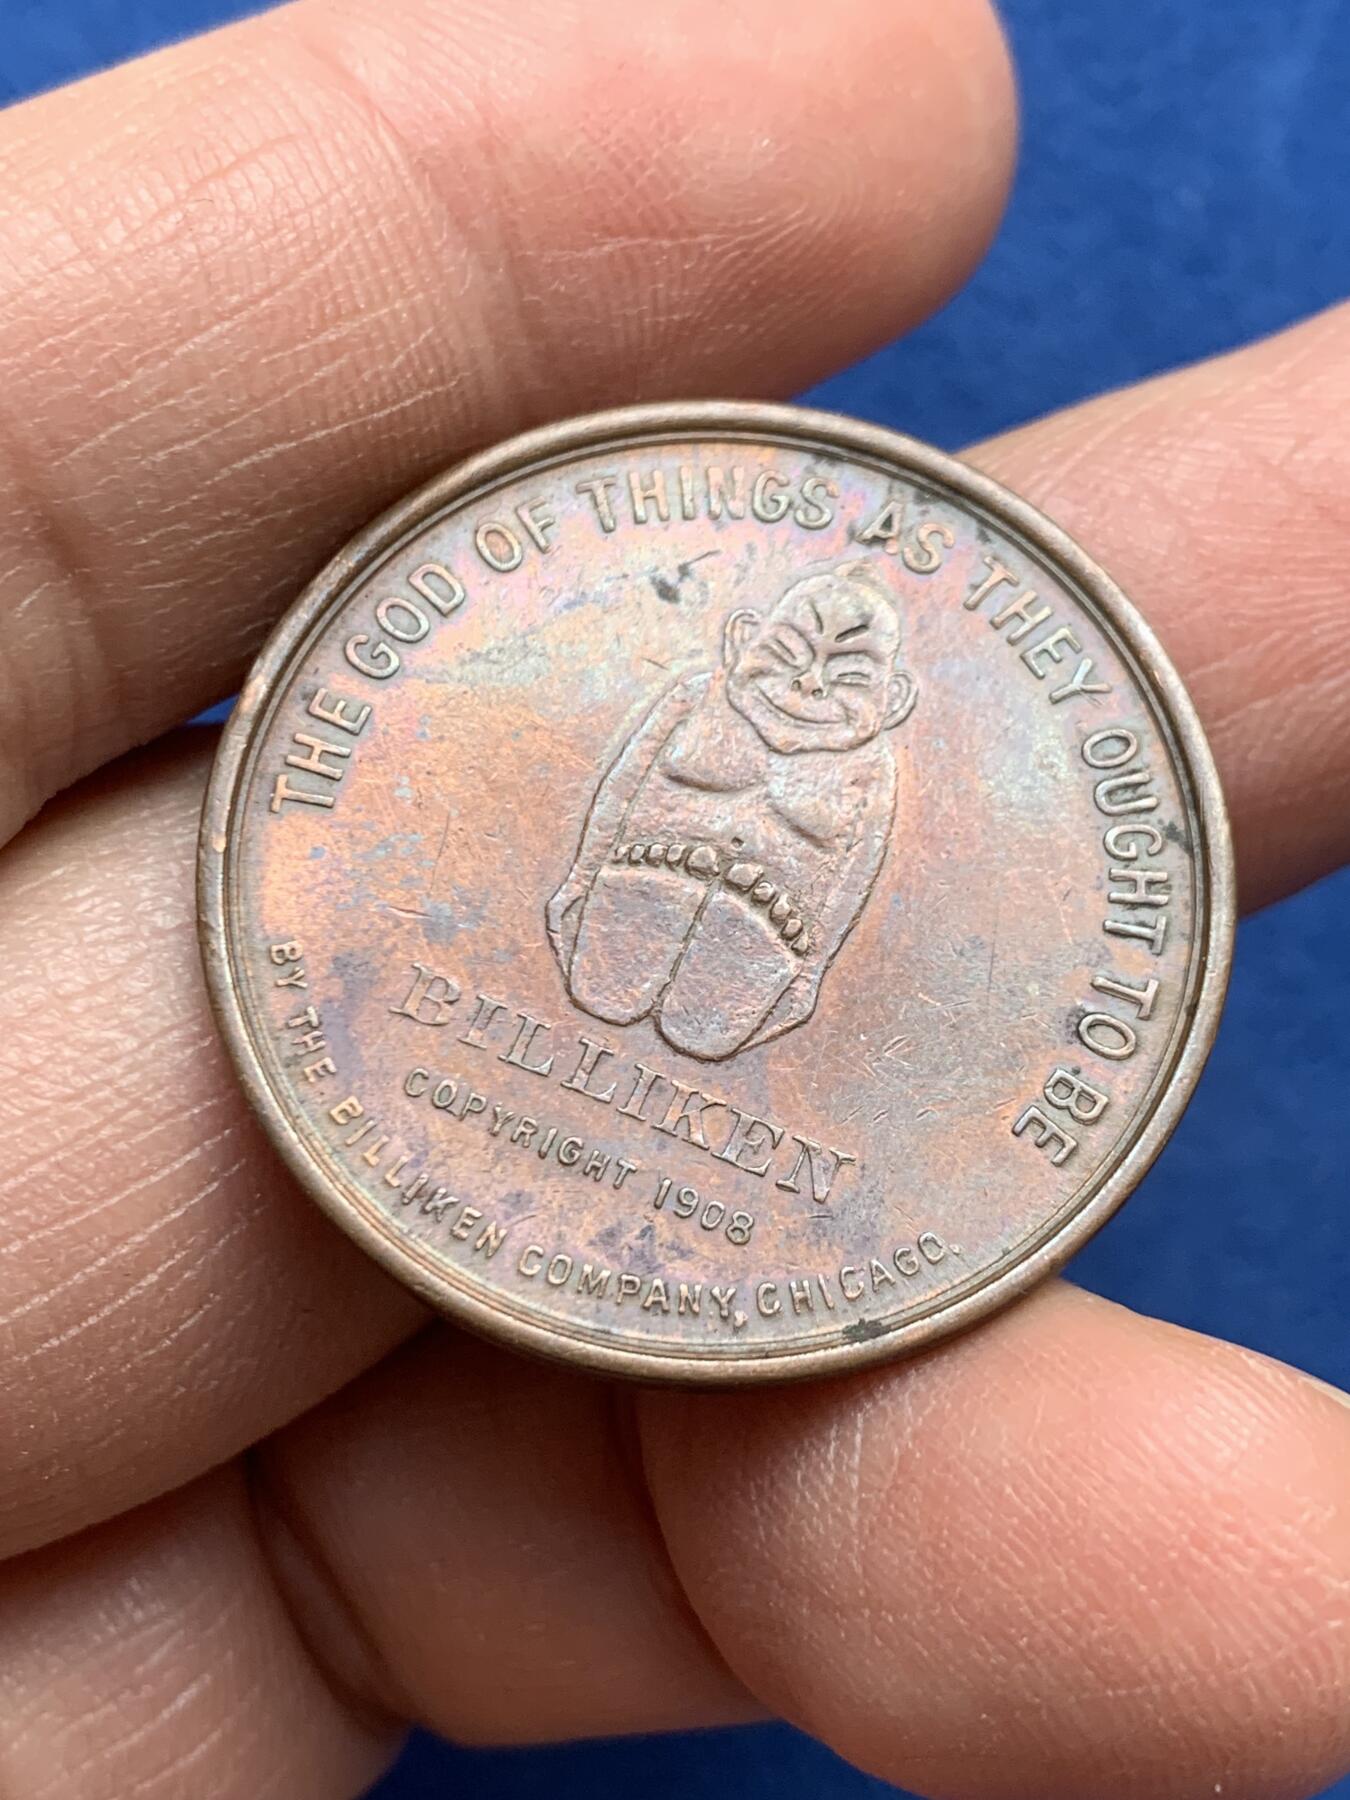 THE GOD OF THINGS AS THEY OUGHT TO BE
BILLIKEN
COPYRIGHT 1908
BY THE BILLIKEN COMPANY, CHICAGO.